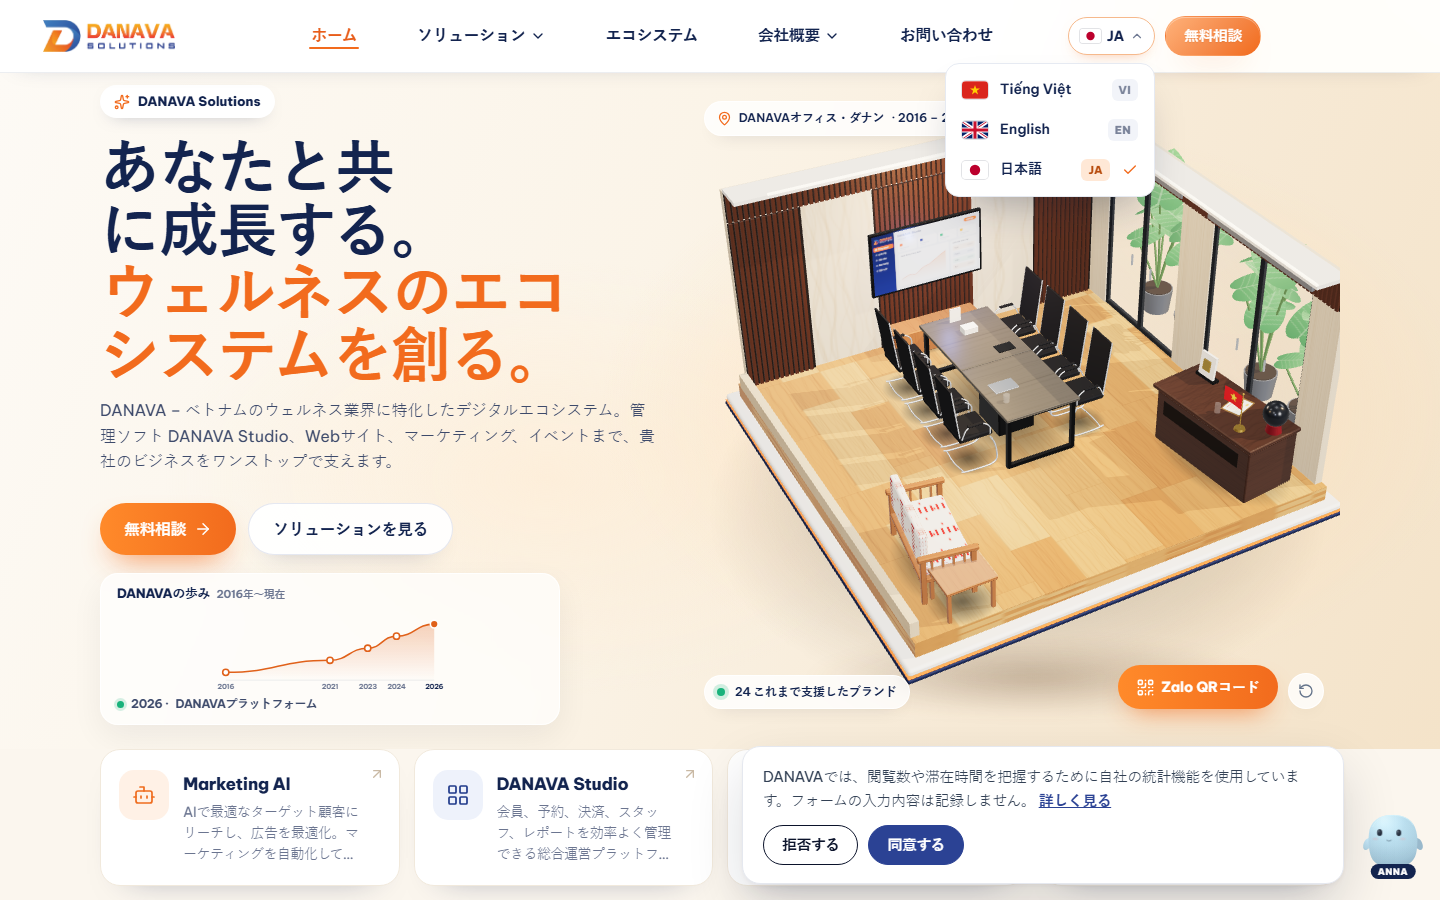 DANAVA
SOLUTIONS
ホーム
ソリューション
エコシステム
会社概要
お問い合わせ
JA
無料相談
Tiếng Việt
VI
English
EN
日本語
JA
DANAVA Solutions
あなたと共
に成長する。
ウェルネスのエコ
システムを創る。
DANAVA – ベトナムのウェルネス業界に特化したデジタルエコシステム。管
理ソフト DANAVA Studio、Webサイト、マーケティング、イベントまで、貴
社のビジネスをワンストップで支えます。
無料相談
ソリューションを見る
DANAVAオフィス・ダナン · 2016 –
DANAVAの歩み 2016年～現在
2016
2021
2023
2024
2026
2026 · DANAVAプラットフォーム
24 これまで支援したブランド
Zalo QRコード
Marketing AI
AIで最適なターゲット顧客に
リーチし、広告を最適化。マ
ーケティングを自動化して...
DANAVA Studio
会員、予約、決済、スタッ
フ、レポートを効率よく管理
できる総合運営プラットフ...
DANAVAでは、閲覧数や滞在時間を把握するために自社の統計機能を使用していま
す。フォームの入力内容は記録しません。 詳しく見る
拒否する
同意する
ANNA